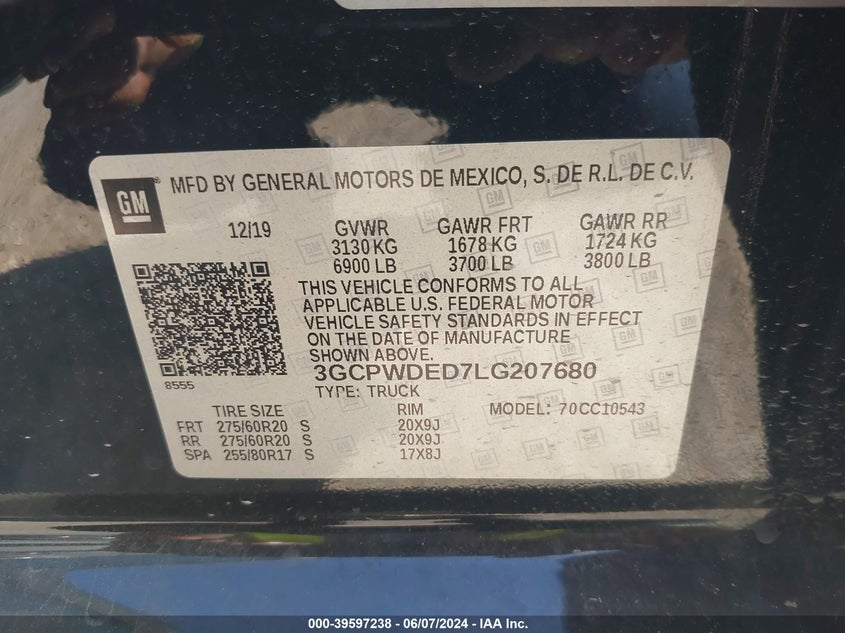 GM ® MFD BY GENERAL MOTORS DE MEXICO, S. DE R.L. DE C.V.
12/19 GVWR GAWR FRT GAWR RR
3130 KG 1678 KG 1724 KG
6900 LB 3700 LB 3800 LB
THIS VEHICLE CONFORMS TO ALL
APPLICABLE U.S. FEDERAL MOTOR
VEHICLE SAFETY STANDARDS IN EFFECT
ON THE DATE OF MANUFACTURE
SHOWN ABOVE.
8555
3GCPWDED7LG207680
TYPE: TRUCK
TIRE SIZE RIM MODEL: 70CC10543
FRT 275/60R20 S 20X9J
RR 275/60R20 S 20X9J
SPA 255/80R17 S 17X8J
000-39597238 - 06/07/2024 - IAA Inc.